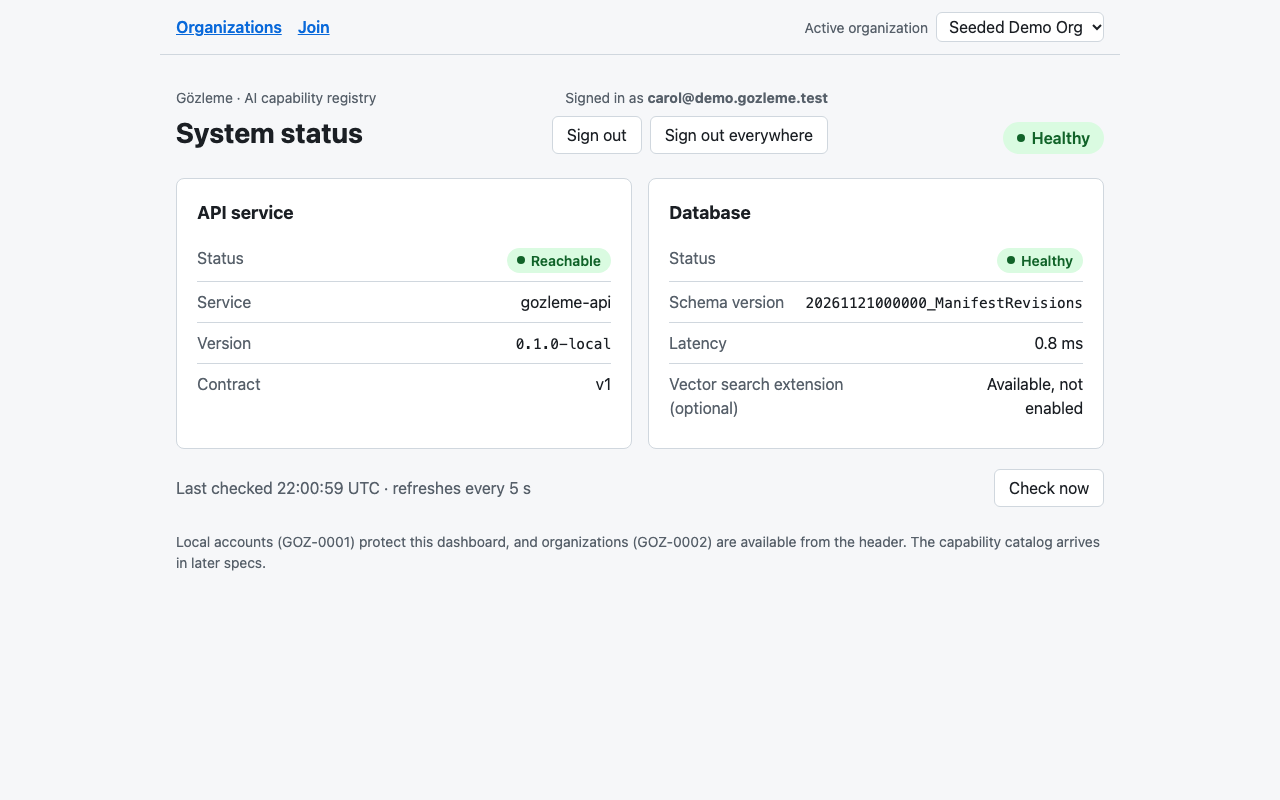 Organizations Join Active organization Seeded Demo Org
Gözleme · AI capability registry
System status
Signed in as carol@demo.gozleme.test
Sign out Sign out everywhere
Healthy
API service
Status Reachable
Service gozleme-api
Version 0.1.0-local
Contract v1
Database
Status Healthy
Schema version 20261121000000_ManifestRevisions
Latency 0.8 ms
Vector search extension (optional) Available, not enabled
Last checked 22:00:59 UTC · refreshes every 5 s
Check now
Local accounts (GOZ-0001) protect this dashboard, and organizations (GOZ-0002) are available from the header. The capability catalog arrives
in later specs.